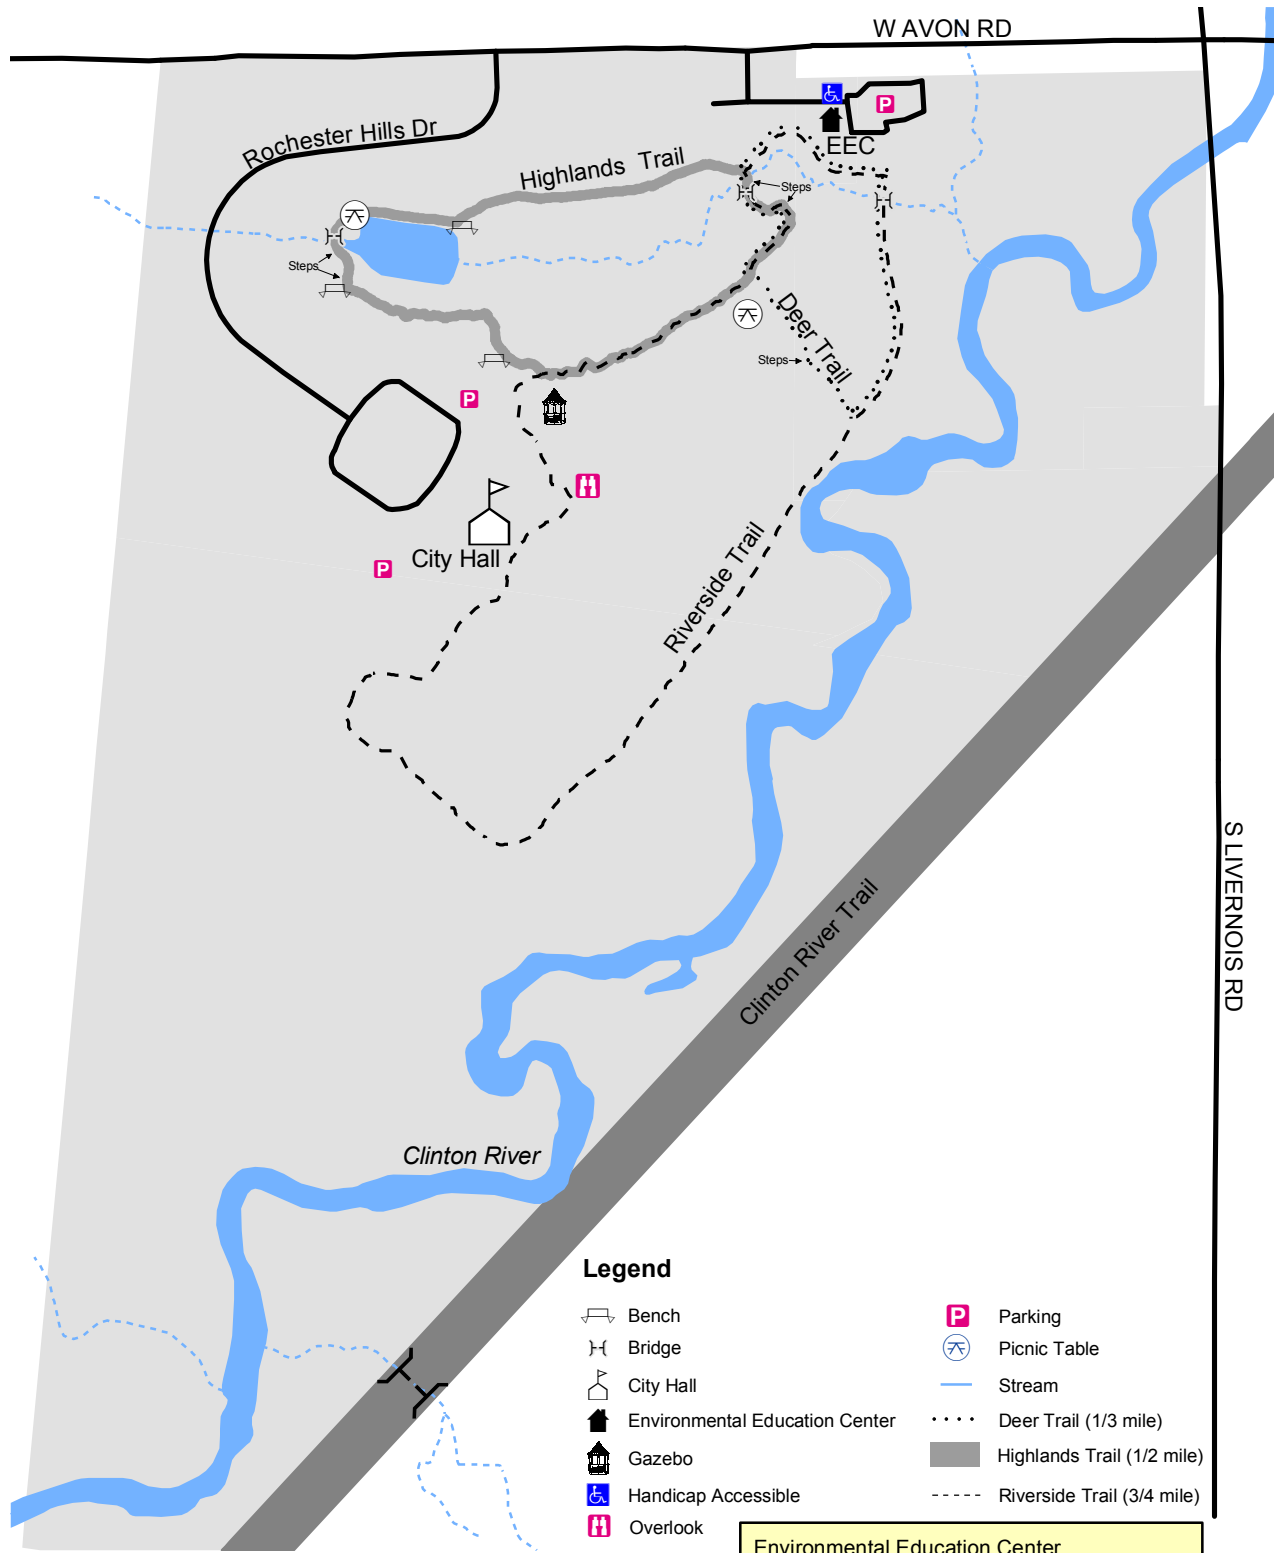 W AVON RD
P
EEC
Rochester Hills Dr
Highlands Trail
Steps
Steps
Deer Trail
Steps
P
City Hall
P
Riverside Trail
S LIVERNOIS RD
Clinton River Trail
Clinton River
Legend
Bench
Bridge
City Hall
Environmental Education Center
Gazebo
Handicap Accessible
Overlook
P Parking
Picnic Table
Stream
Deer Trail (1/3 mile)
Highlands Trail (1/2 mile)
Riverside Trail (3/4 mile)
Environmental Education Center